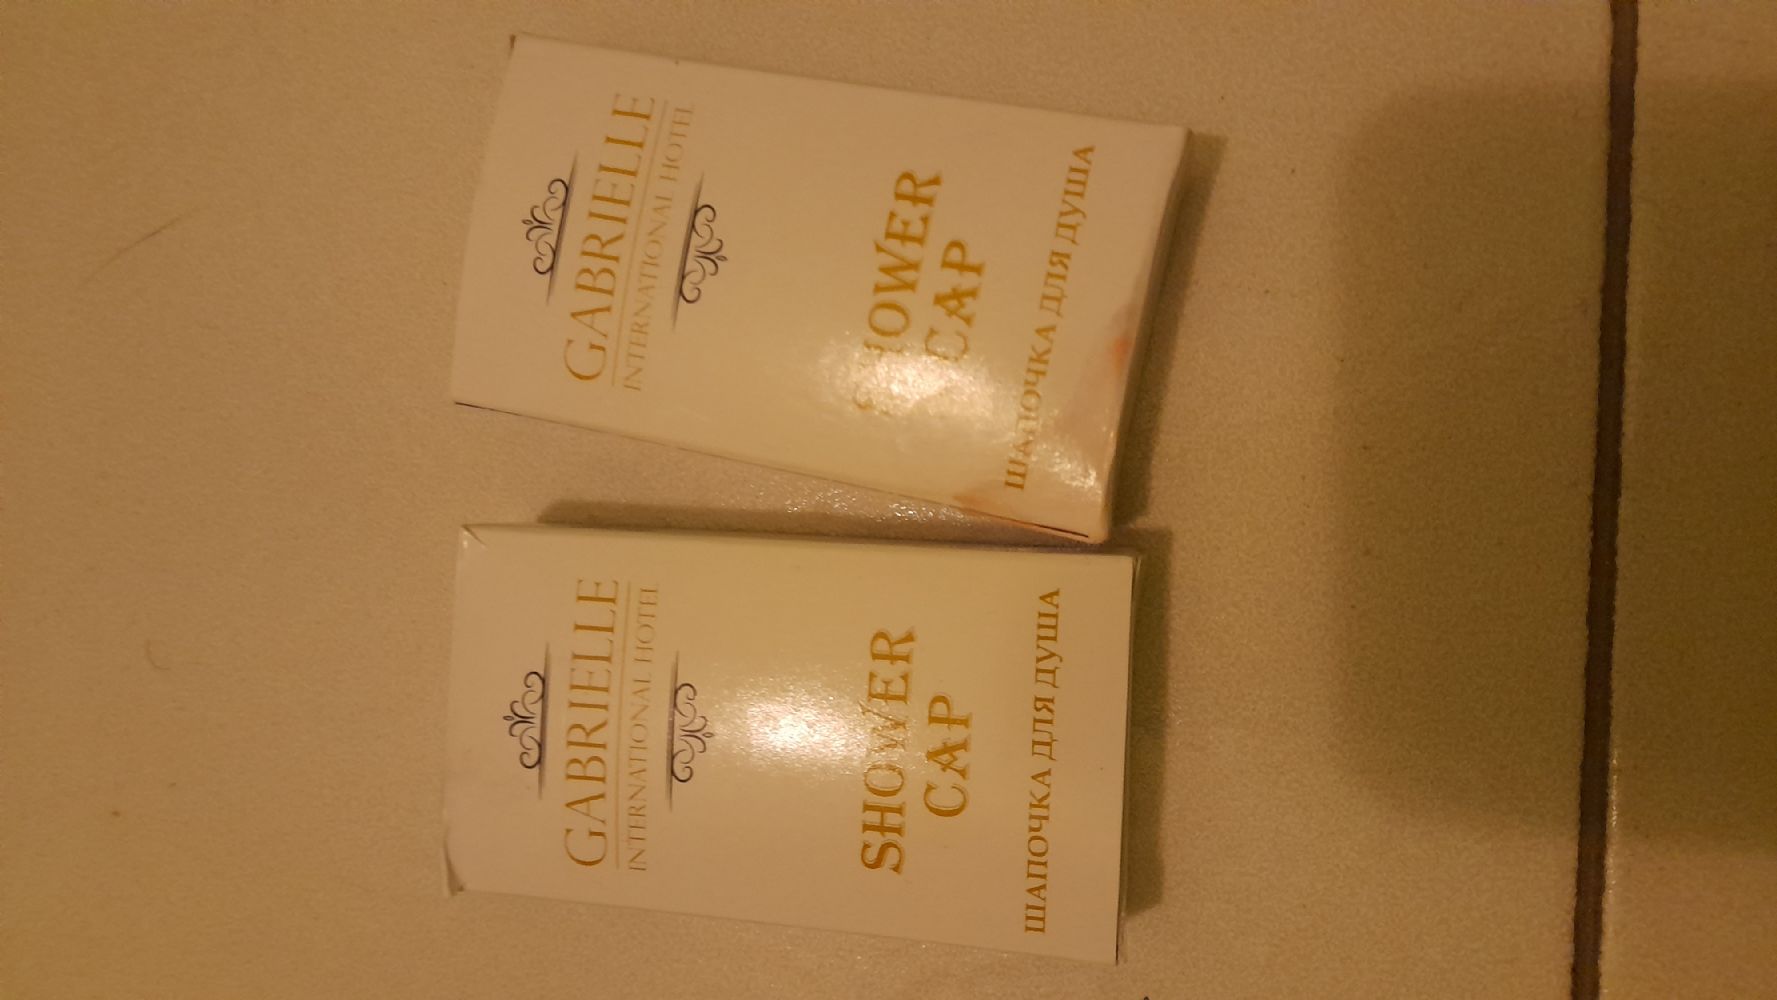 GABRIELLE
INTERNATIONAL HOTEL
SHOWER
CAP
ШАПОЧКА ДЛЯ ДУША
GABRIELLE
INTERNATIONAL HOTEL
SHOWER
CAP
ШАПОЧКА ДЛЯ ДУША